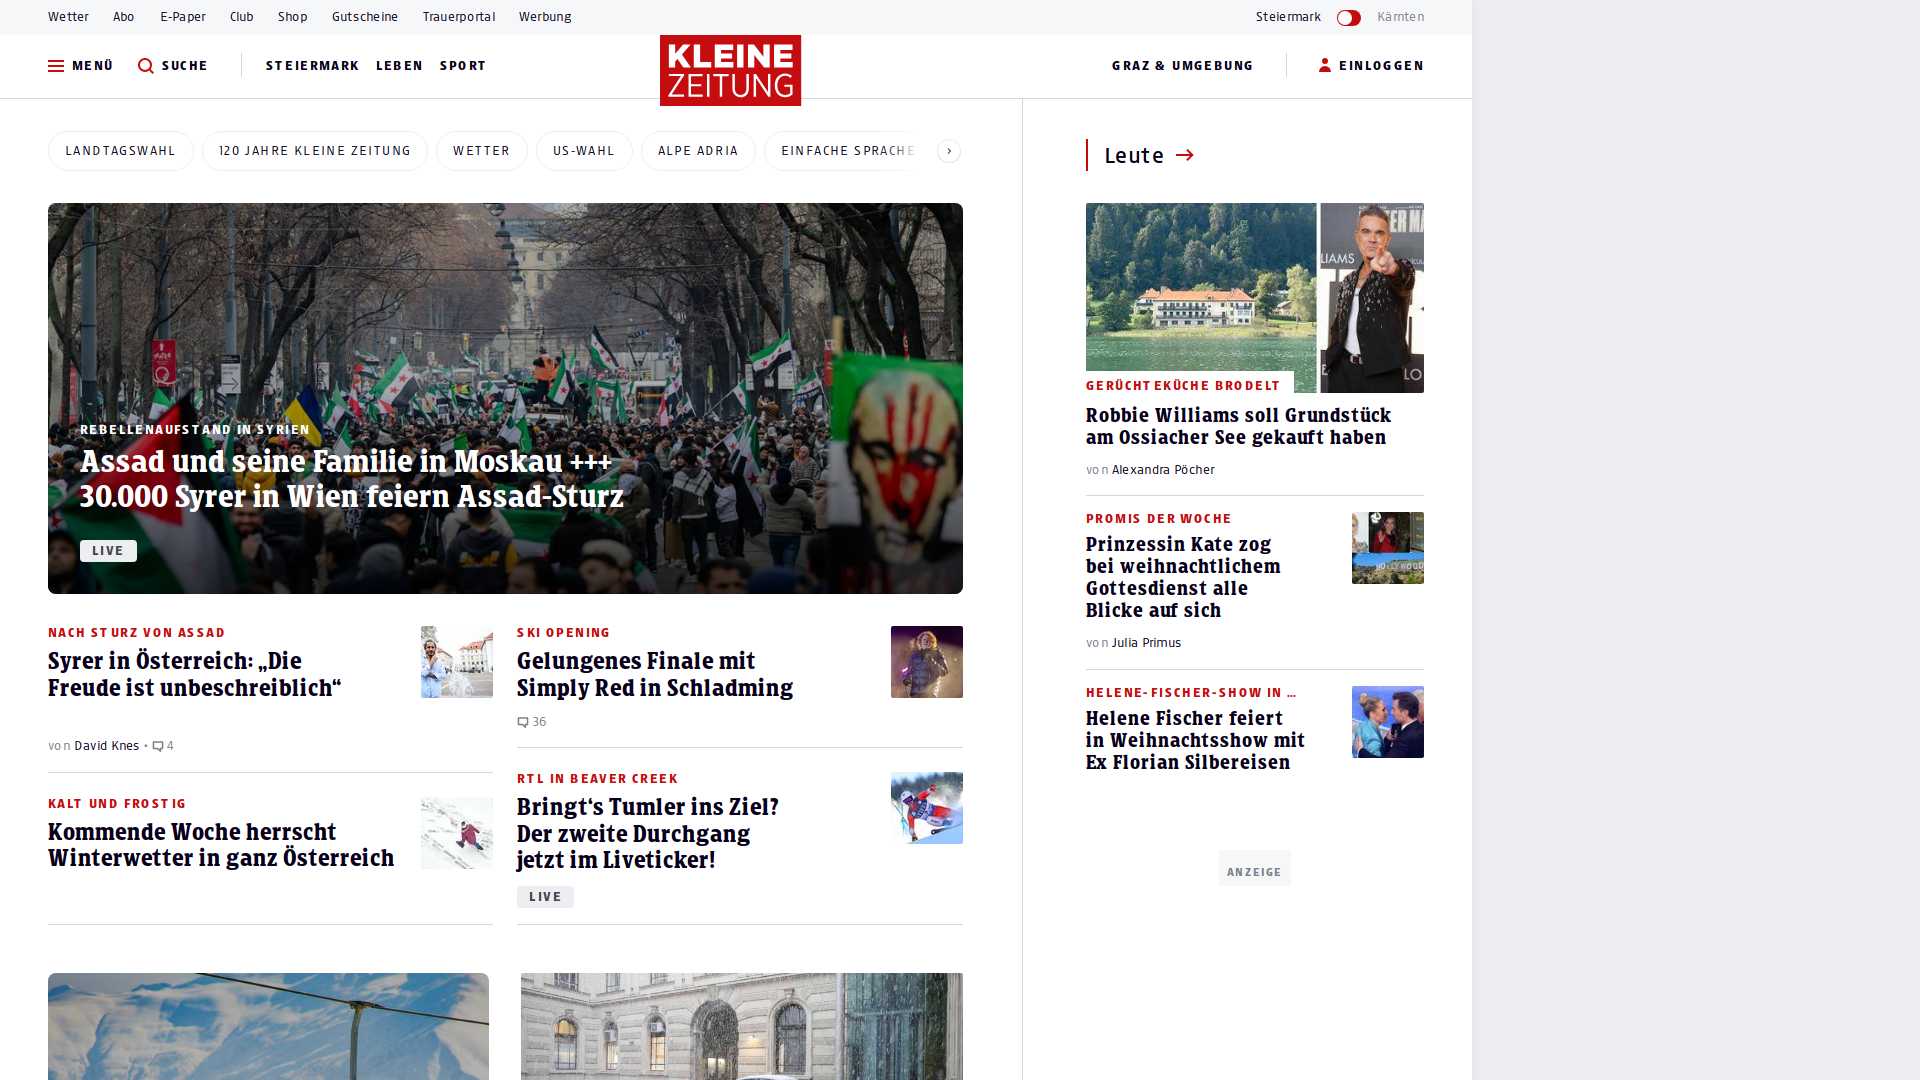 Wetter Abo E-Paper Club Shop Gutscheine Trauerportal Werbung Steiermark Kärnten
MENÜ SUCHE STEIERMARK LEBEN SPORT KLEINE ZEITUNG GRAZ & UMGEBUNG EINLOGGEN
LANDTAGSWAHL 120 JAHRE KLEINE ZEITUNG WETTER US-WAHL ALPE ADRIA EINFACHE SPRACHE
REBELLENAUFSTAND IN SYRIEN
Assad und seine Familie in Moskau +++
30.000 Syrer in Wien feiern Assad-Sturz
LIVE
NACH STURZ VON ASSAD
Syrer in Österreich: „Die
Freude ist unbeschreiblich“
von David Knes • 4
KALT UND FROSTIG
Kommende Woche herrscht
Winterwetter in ganz Österreich
SKI OPENING
Gelungenes Finale mit
Simply Red in Schladming
36
RTL IN BEAVER CREEK
Bringt‘s Tumler ins Ziel?
Der zweite Durchgang
jetzt im Liveticker!
LIVE
Leute
LIAMS
GERÜCHTEKÜCHE BRODELT
Robbie Williams soll Grundstück
am Ossiacher See gekauft haben
von Alexandra Pöcher
PROMIS DER WOCHE
Prinzessin Kate zog
bei weihnachtlichem
Gottesdienst alle
Blicke auf sich
HOLLYWOOD
von Julia Primus
HELENE-FISCHER-SHOW IN ...
Helene Fischer feiert
in Weihnachtsshow mit
Ex Florian Silbereisen
ANZEIGE